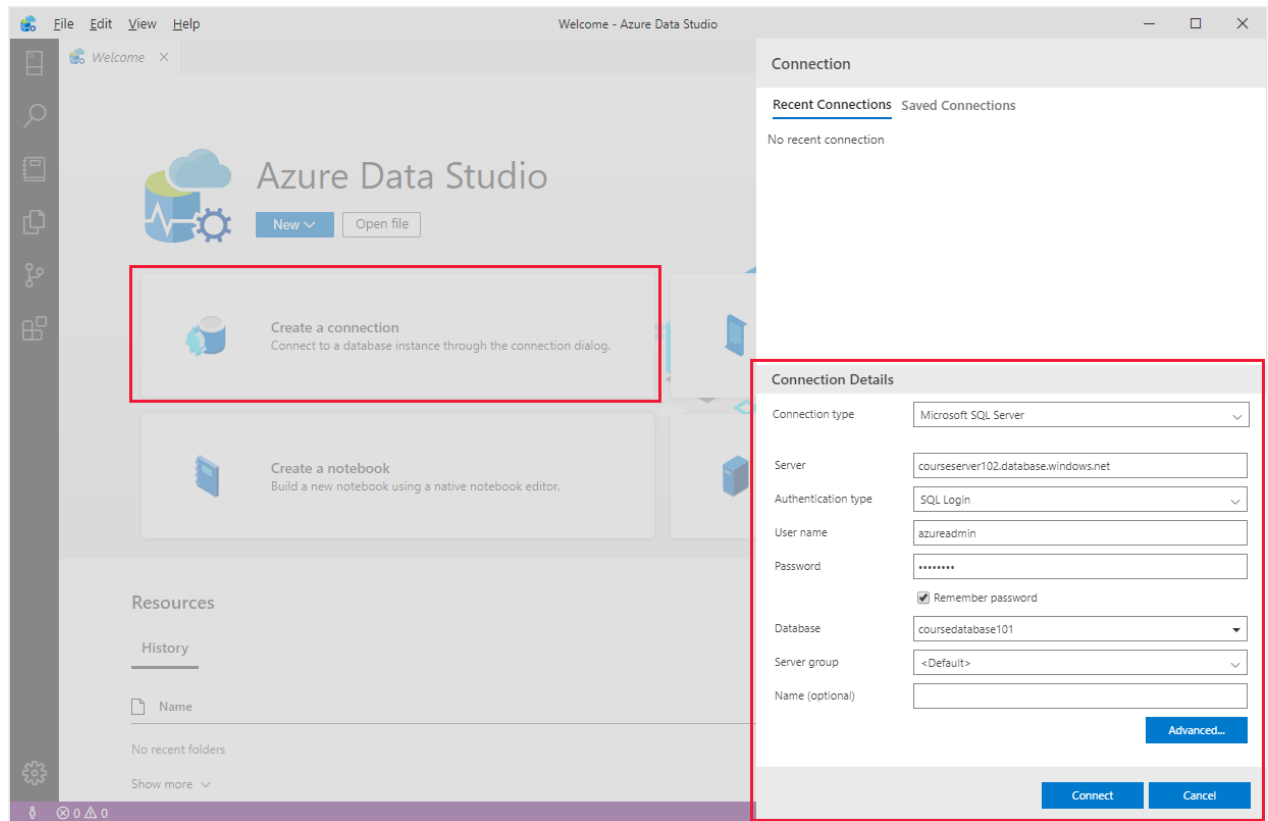 File Edit View Help
Welcome - Azure Data Studio
Welcome
Azure Data Studio
New
Open file
Create a connection
Connect to a database instance through the connection dialog.
Create a notebook
Build a new notebook using a native notebook editor.
Resources
History
Name
No recent folders
Show more
0 0
Connection
Recent Connections Saved Connections
No recent connection
Connection Details
Connection type Microsoft SQL Server
Server courseserver102.database.windows.net
Authentication type SQL Login
User name azureadmin
Password ••••••••
Remember password
Database coursedatabase101
Server group <Default>
Name (optional)
Advanced...
Connect Cancel